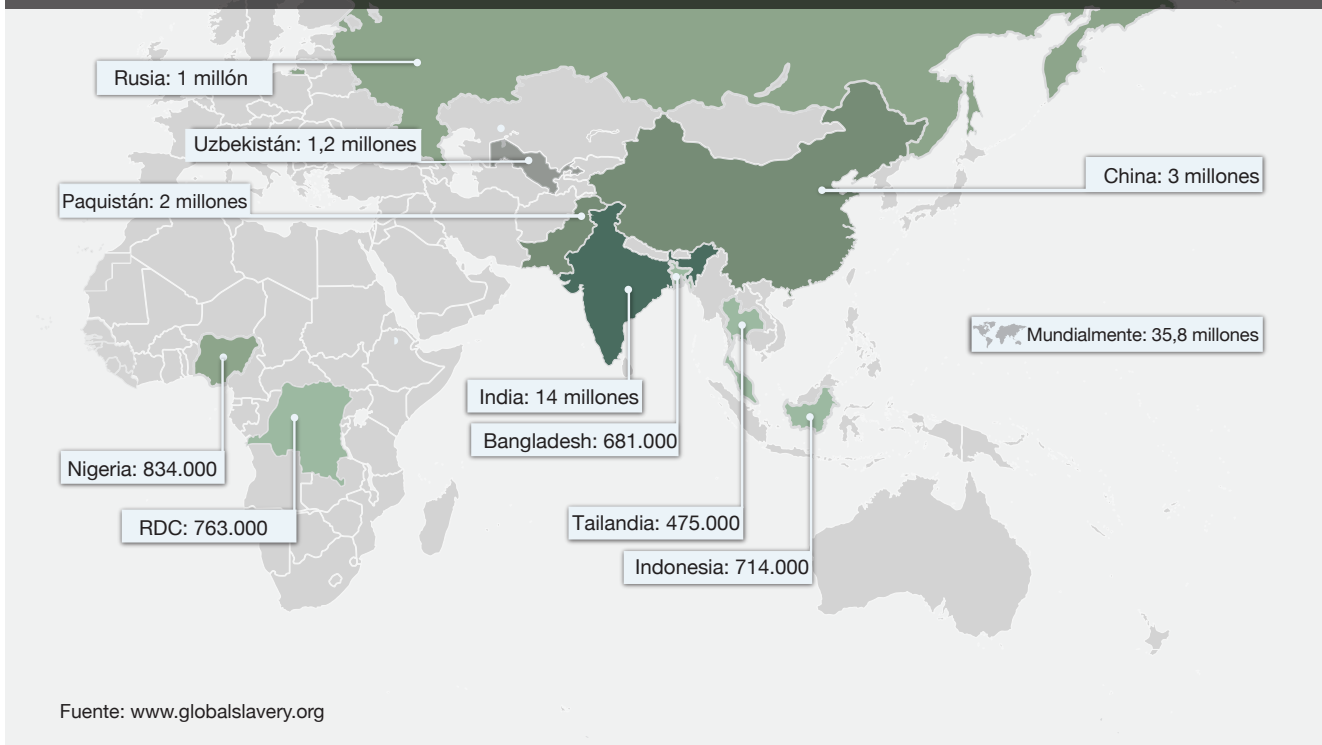 Rusia: 1 millón
Uzbekistán: 1,2 millones
China: 3 millones
Paquistán: 2 millones
Mundialmente: 35,8 millones
India: 14 millones
Bangladesh: 681.000
Nigeria: 834.000
RDC: 763.000
Tailandia: 475.000
Indonesia: 714.000
Fuente: www.globalslavery.org